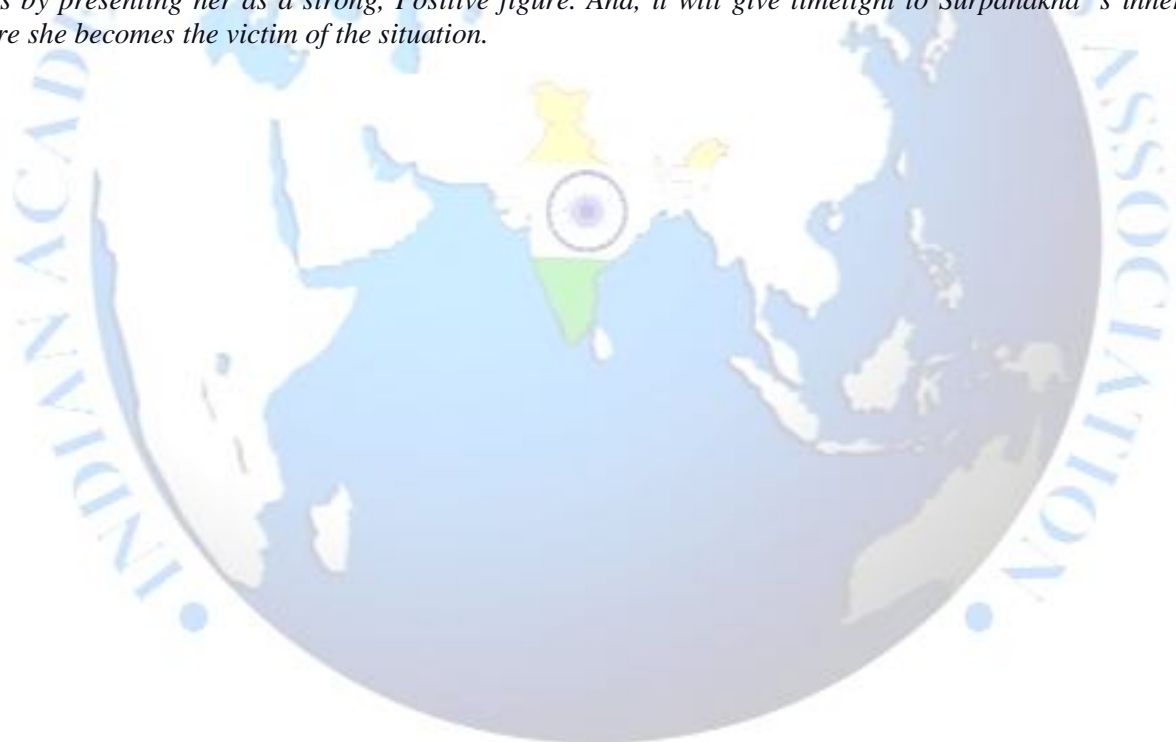 s by presenting her as a strong, Positive figure. And, it will give limelight to Surpanakha "s inner
re she becomes the victim of the situation.
INDIAN ACAD
ASSOCIATION